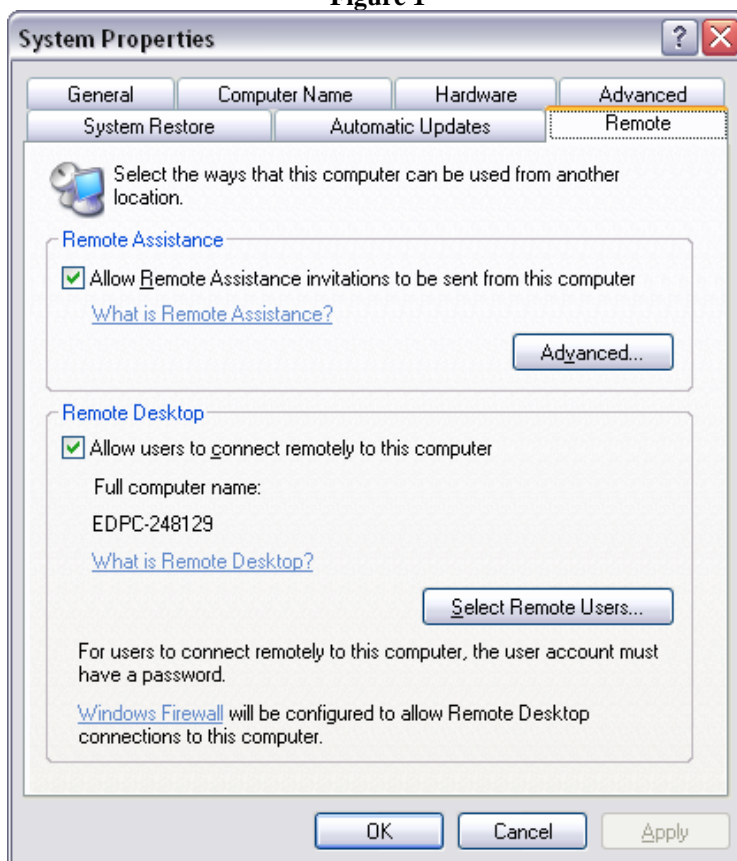 Figure 1
System Properties
General Computer Name Hardware Advanced
System Restore Automatic Updates Remote
Select the ways that this computer can be used from another
location.
Remote Assistance
Allow Remote Assistance invitations to be sent from this computer
What is Remote Assistance?
Advanced...
Remote Desktop
Allow users to connect remotely to this computer
Full computer name:
EDPC-248129
What is Remote Desktop?
Select Remote Users...
For users to connect remotely to this computer, the user account must
have a password.
Windows Firewall will be configured to allow Remote Desktop
connections to this computer.
OK Cancel Apply